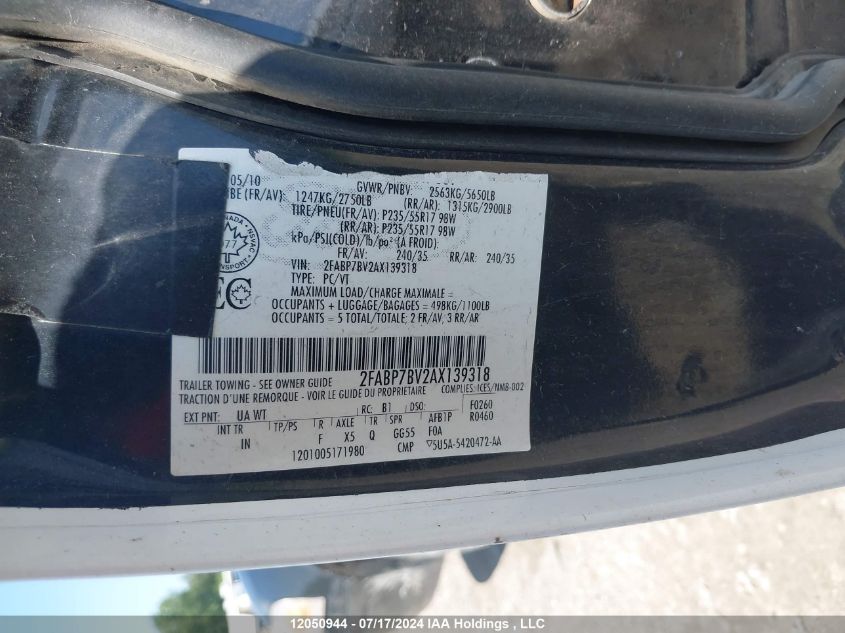 05/10 GVWR/PNBV: 2563KG/5650LB
BE (FR/AV): 1247KG/2750LB (RR/AR): 1315KG/2900LB
TIRE/PNEU(FR/AV): P235/55R17 98W
(RR/AR): P235/55R17 98W
kPa/PSI(COLD)/lb/po² (A FROID):
FR/AV: 240/35 RR/AR: 240/35
VIN: 2FABP7BV2AX139318
TYPE: PC/VT
MAXIMUM LOAD/CHARGE MAXIMALE =
OCCUPANTS + LUGGAGE/BAGAGES = 498KG/1100LB
OCCUPANTS = 5 TOTAL/TOTALE; 2 FR/AV, 3 RR/AR
2FABP7BV2AX139318
TRAILER TOWING - SEE OWNER GUIDE COMPLIES: ICES/NMB-002
TRACTION D'UNE REMORQUE - VOIR LE GUIDE DU PROPRIETAIRE
EXT PNT: UA WT RC: B1 DSO: F0260
INT TR TP/PS R AXLE TR SPR AFB1P R0460
IN F X5 Q GG55 F0A
1201005171980 CMP ▽5U5A-5420472-AA
12050944 - 07/17/2024 IAA Holdings , LLC